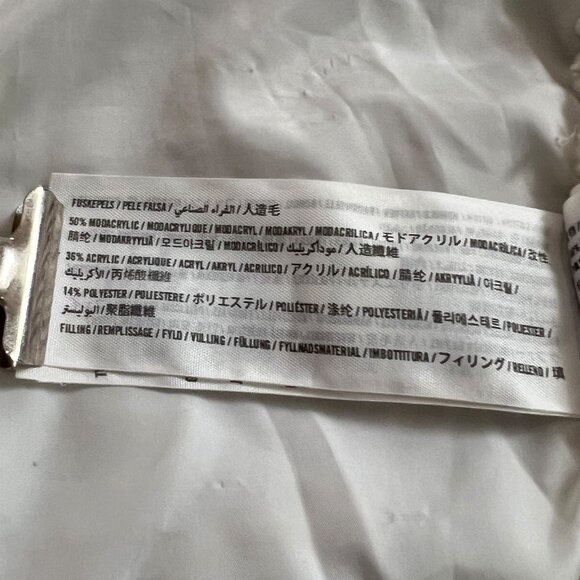 FUSKEPELS / PELE FALSA / الفراء الصناعي / 人造毛
50% MODACRYLIC / MODACRYLIQUE / MODACRYL / MODAKRYL / MODACRILICA / モドアクリル / MODACRÍLICA / 改性
腈纶 / MODAKRYYLIÄ / 모드아크릴 / MODACRÍLICO / مودأكريليك / 人造纖維
36% ACRYLIC / ACRYLIQUE / ACRYL / AKRYL / ACRILICO / アクリル / ACRÍLICO / 腈纶 / AKRYYLIÄ / 아크릴 /
الأكريليك / 丙烯酸纖維
14% POLYESTER / POLIESTERE / ポリエステル / POLIÉSTER / 涤纶 / POLYESTERIÄ / 폴리에스테르 / POLIESTER /
البوليستر / 聚脂纖維
FILLING / REMPLISSAGE / FYLD / VULLING / FÜLLUNG / FYLLNADSMATERIAL / IMBOTTITURA / フィリング / RELLENO / 填